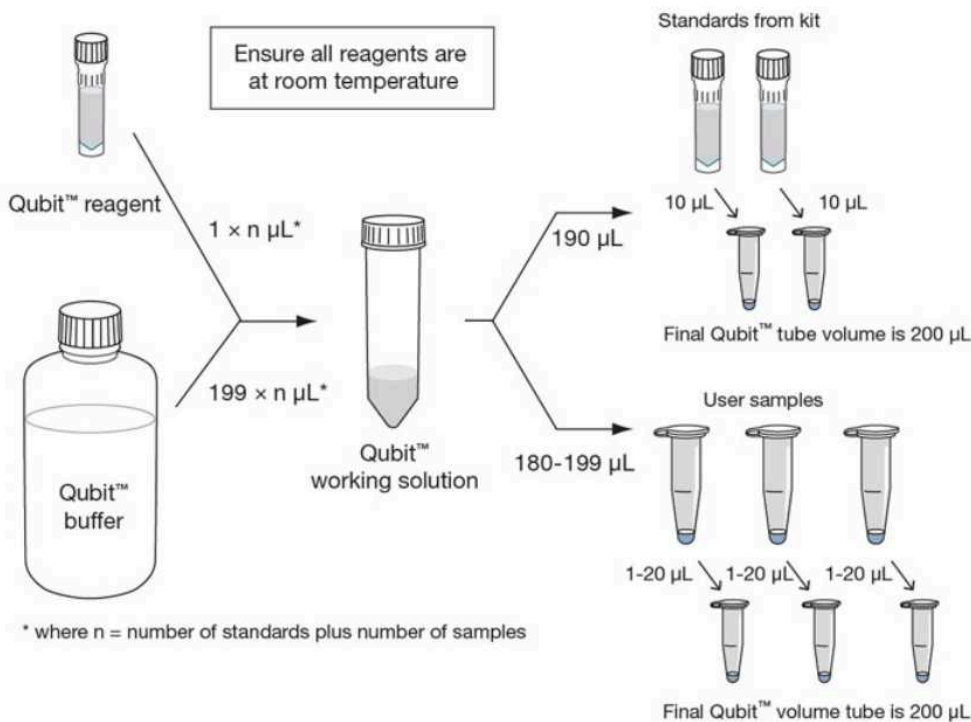 Ensure all reagents are
at room temperature
Standards from kit
Qubit™ reagent
1 × n µL*
10 µL
10 µL
190 µL
Final Qubit™ tube volume is 200 µL
199 × n µL*
Qubit™
buffer
Qubit™
working solution
User samples
180-199 µL
1-20 µL
1-20 µL
1-20 µL
* where n = number of standards plus number of samples
Final Qubit™ volume tube is 200 µL